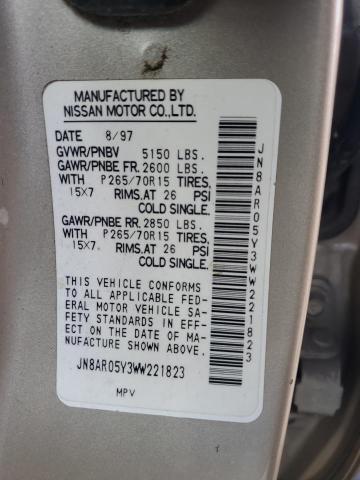 MANUFACTURED BY
NISSAN MOTOR CO.,LTD.
DATE 8/97
GVWR/PNBV 5150 LBS.
GAWR/PNBE FR. 2600 LBS.
WITH P265/70R15 TIRES,
15X7 RIMS,AT 26 PSI
COLD SINGLE.
GAWR/PNBE RR. 2850 LBS.
WITH P265/70R15 TIRES,
15X7 RIMS,AT 26 PSI
COLD SINGLE.
THIS VEHICLE CONFORMS
TO ALL APPLICABLE FED-
ERAL MOTOR VEHICLE SA-
FETY STANDARDS IN EFF-
ECT ON THE DATE OF MA-
NUFACTURE SHOWN ABOVE.
JN8AR05Y3WW221823
MPV
JN8AR05Y3WW221823